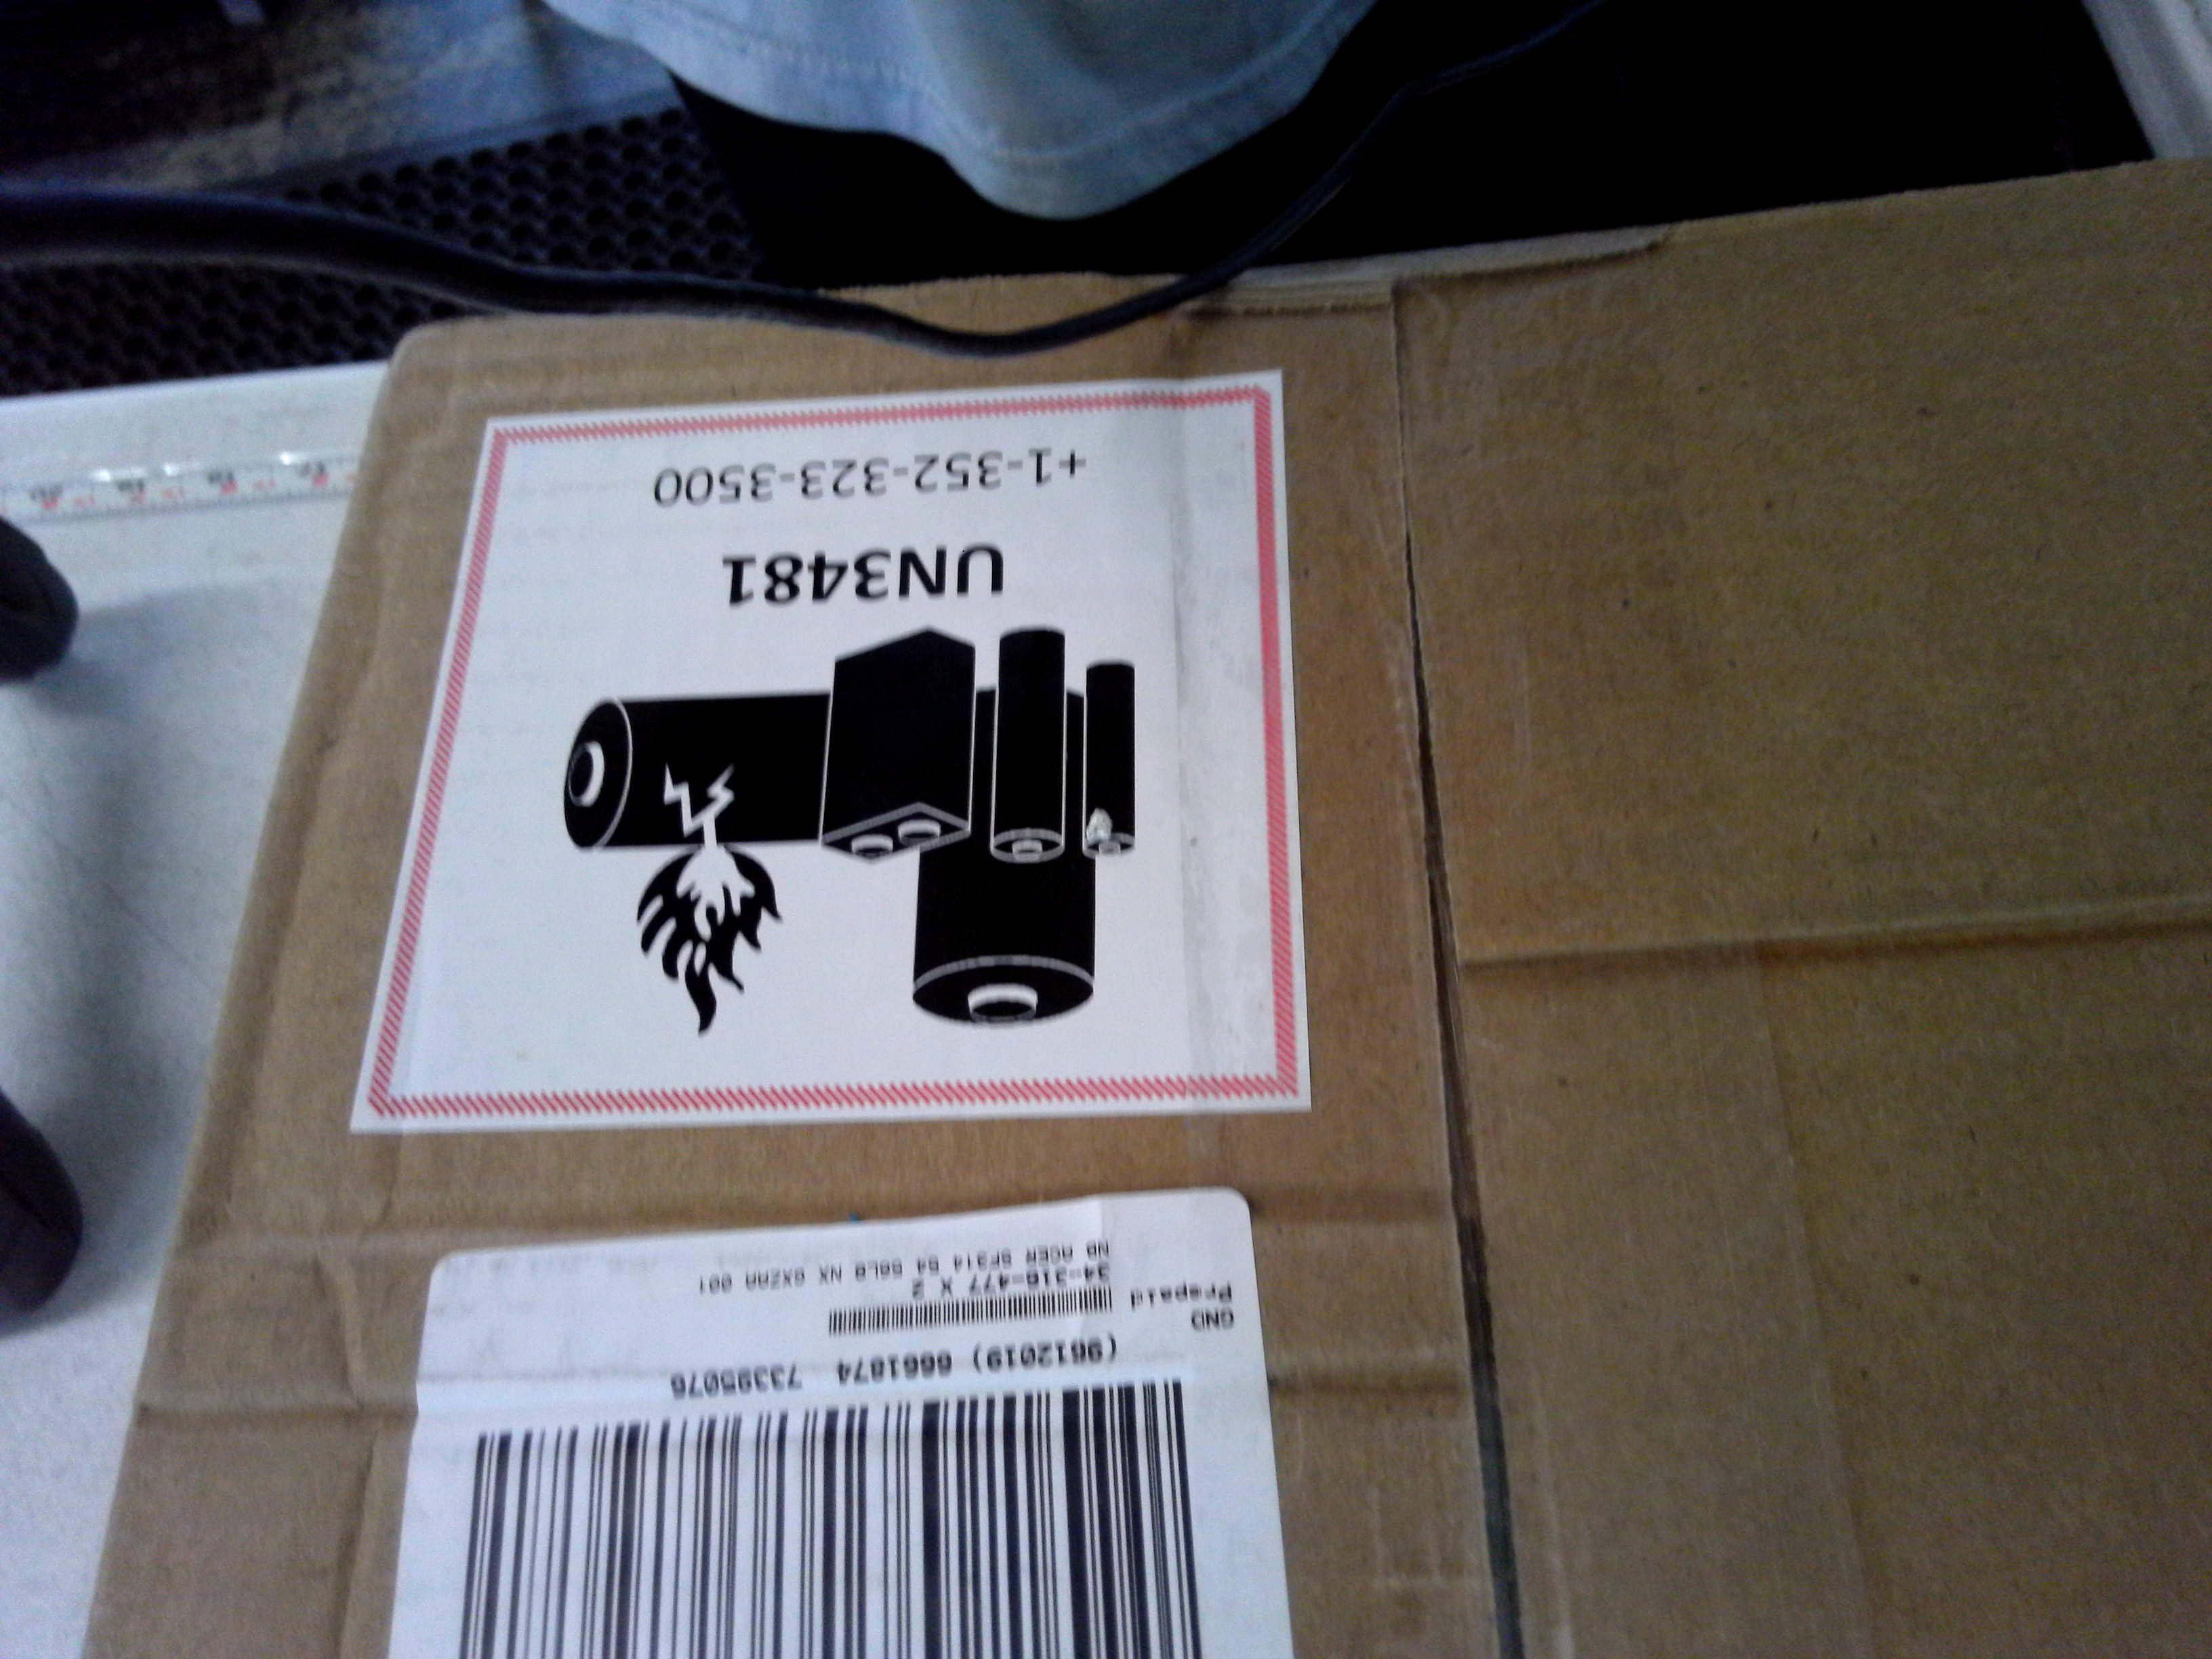 +1-352-323-3500
UN3481
(9612019) 6661874 73395076
GND
Prepaid
34-316-477 X 2
NB ACER SF314 54 56L8 NX GXZAA 001